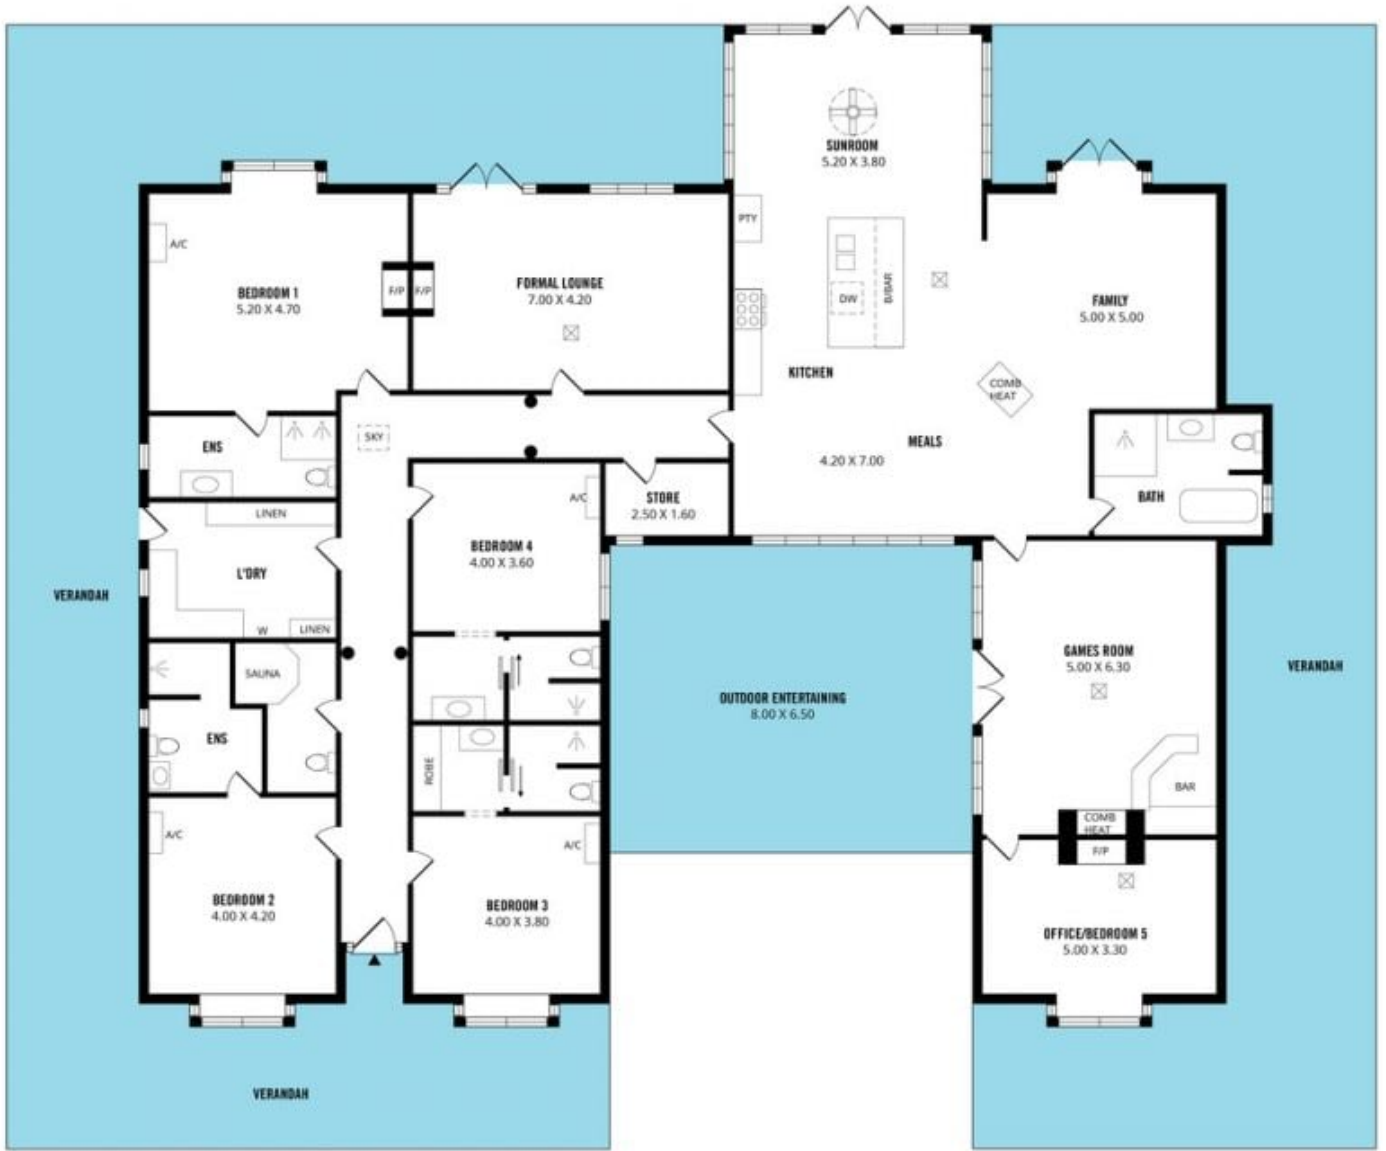 SUNROOM
5.20 X 3.80
PTY
A/C
BEDROOM 1
5.20 X 4.70
F/P
F/P
FORMAL LOUNGE
7.00 X 4.20
DW
B/BAR
FAMILY
5.00 X 5.00
KITCHEN
COMB
HEAT
MEALS
4.20 X 7.00
ENS
SKY
BATH
LINEN
A/C
STORE
2.50 X 1.60
BEDROOM 4
4.00 X 3.60
L'DRY
W
LINEN
VERANDAH
SAUNA
GAMES ROOM
5.00 X 6.30
VERANDAH
OUTDOOR ENTERTAINING
8.00 X 6.50
ENS
ROBE
BAR
A/C
A/C
COMB
HEAT
F/P
BEDROOM 2
4.00 X 4.20
BEDROOM 3
4.00 X 3.80
OFFICE/BEDROOM 5
5.00 X 3.30
VERANDAH